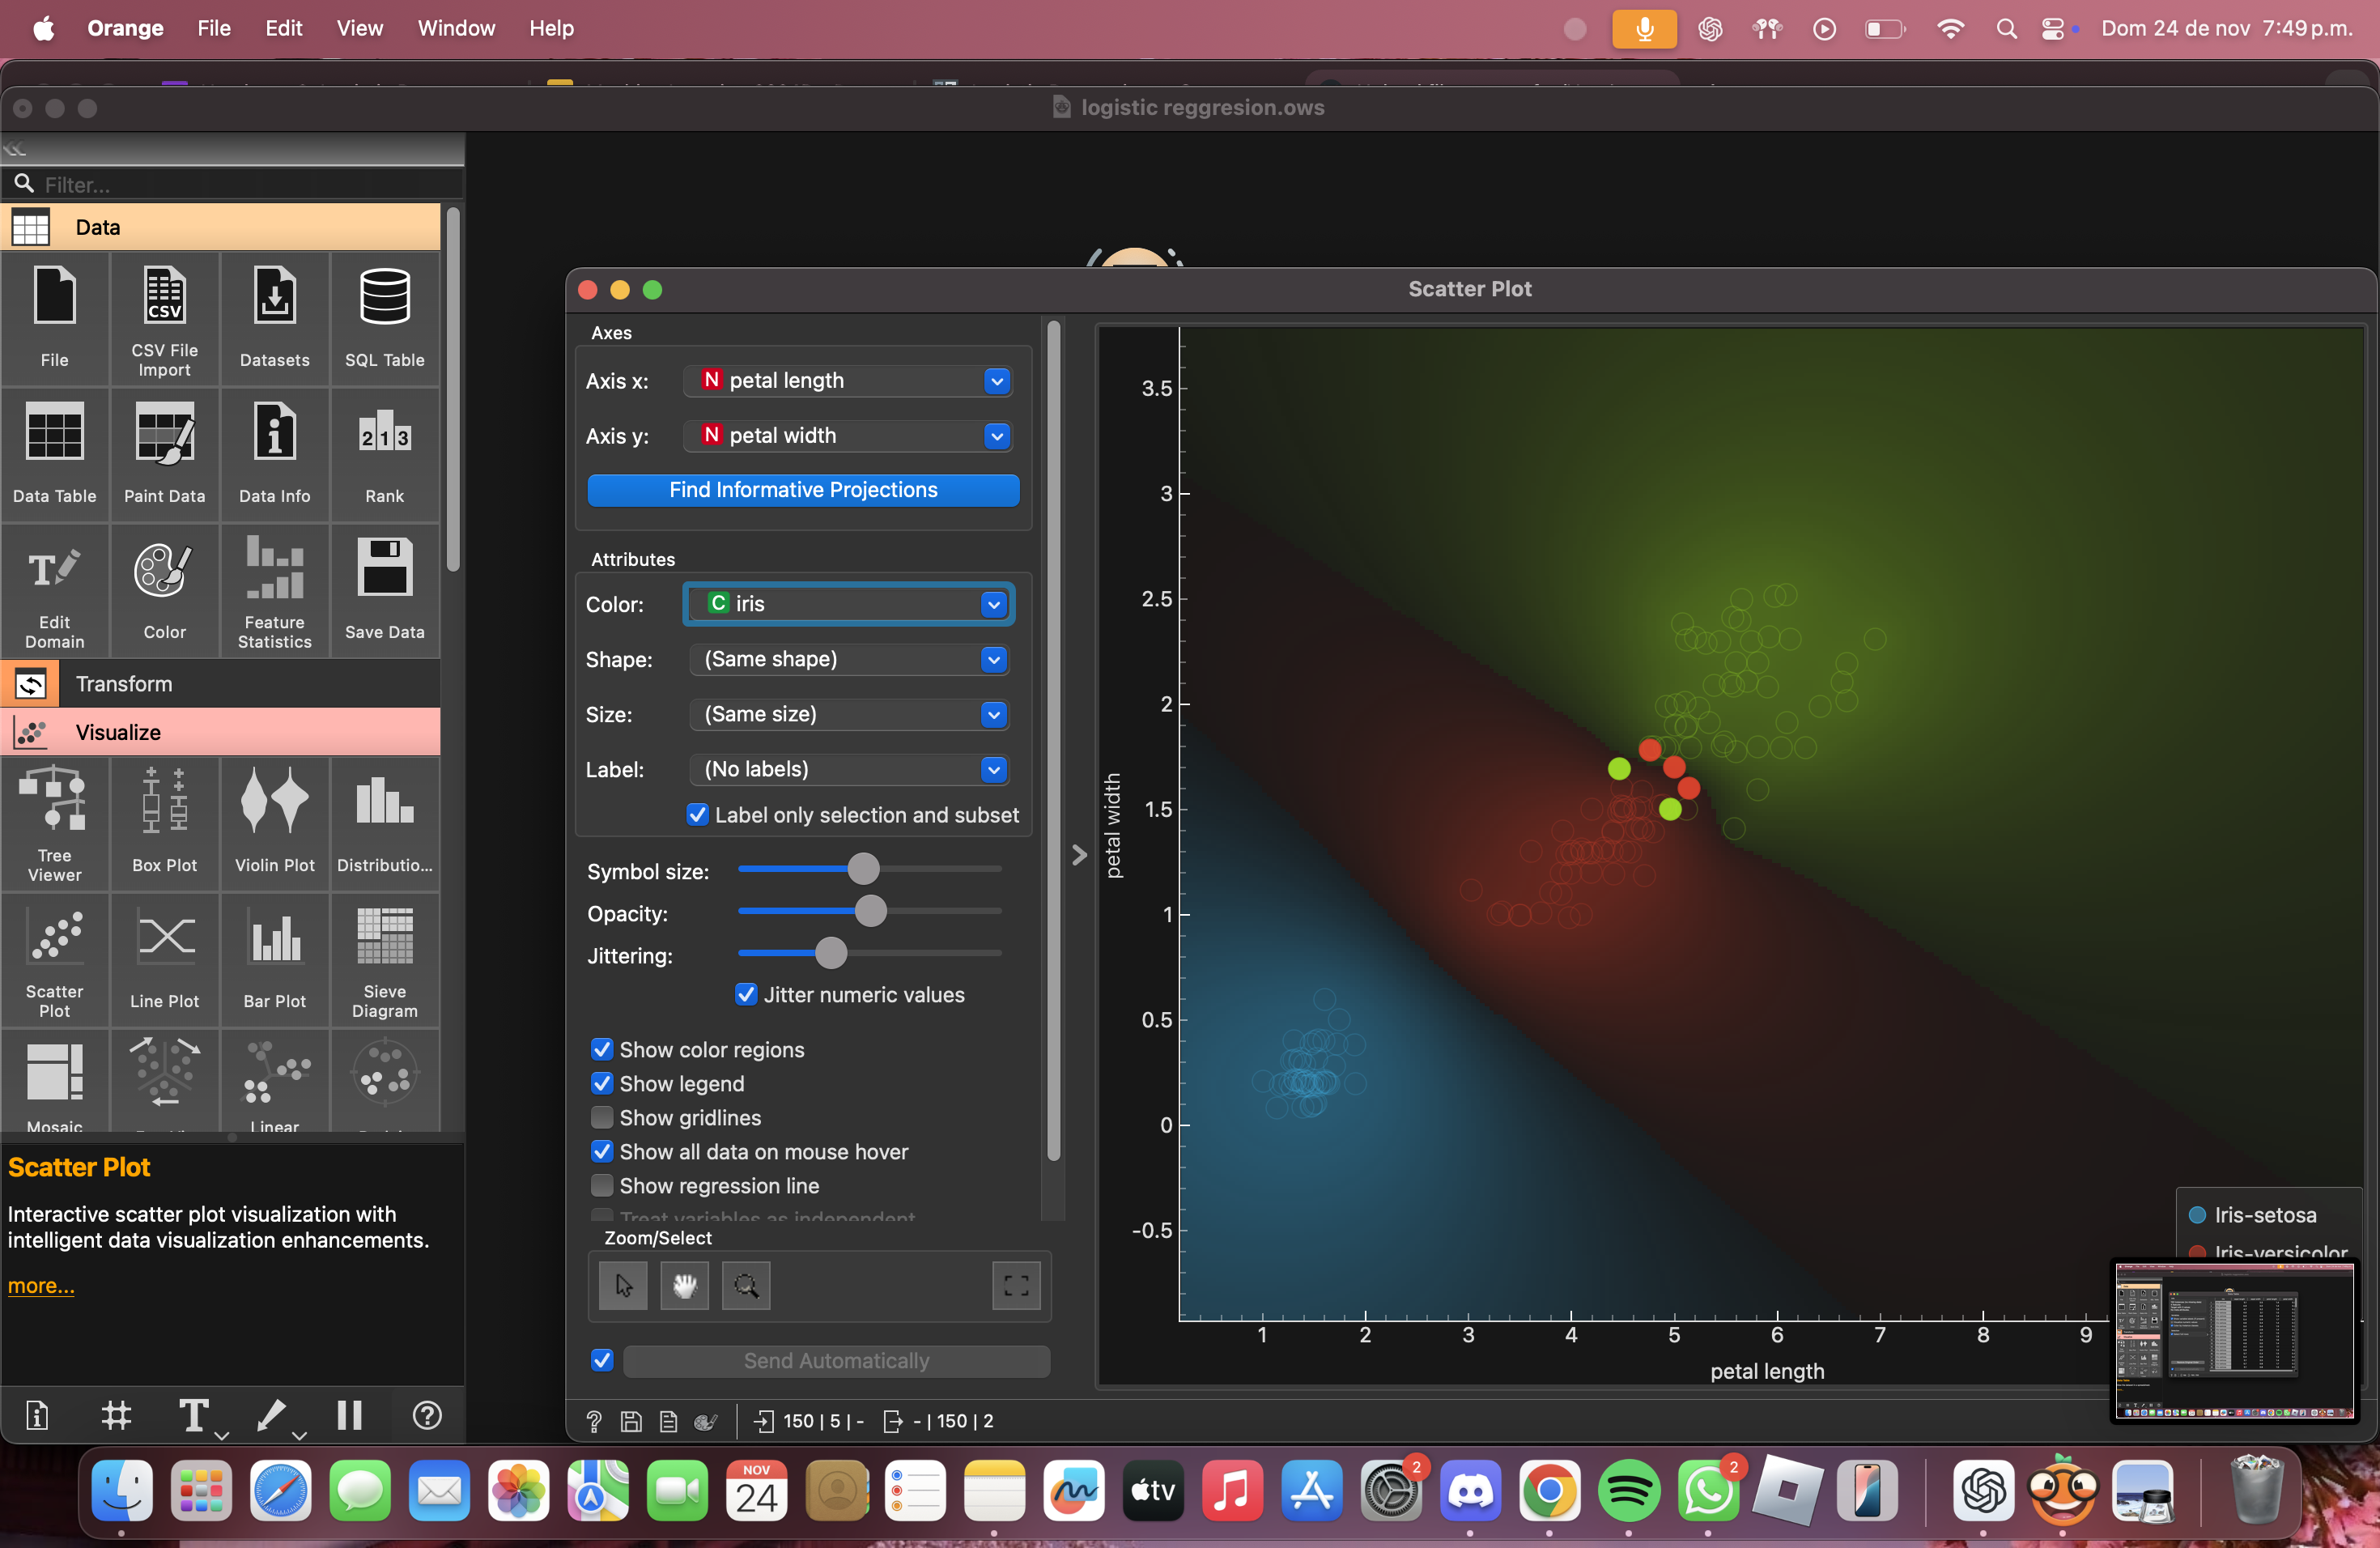 Orange File Edit View Window Help Dom 24 de nov 7:49 p.m.
logistic reggresion.ows
Filter...
Data
File
CSV File Import
Datasets
SQL Table
Data Table
Paint Data
Data Info
Rank
Edit Domain
Color
Feature Statistics
Save Data
Transform
Visualize
Tree Viewer
Box Plot
Violin Plot
Distributio...
Scatter Plot
Line Plot
Bar Plot
Sieve Diagram
Mosaic
Linear
Scatter Plot
Interactive scatter plot visualization with
intelligent data visualization enhancements.
more...
Scatter Plot
Axes
Axis x: N petal length
Axis y: N petal width
Find Informative Projections
Attributes
Color: C iris
Shape: (Same shape)
Size: (Same size)
Label: (No labels)
Label only selection and subset
Symbol size:
Opacity:
Jittering:
Jitter numeric values
Show color regions
Show legend
Show gridlines
Show all data on mouse hover
Show regression line
Treat variables as independent
Zoom/Select
Send Automatically
150 | 5 | - - | 150 | 2
petal width
3.5
3
2.5
2
1.5
1
0.5
0
-0.5
1 2 3 4 5 6 7 8 9
petal length
Iris-setosa
Iris-versicolor
NOV
24
tv
2
2